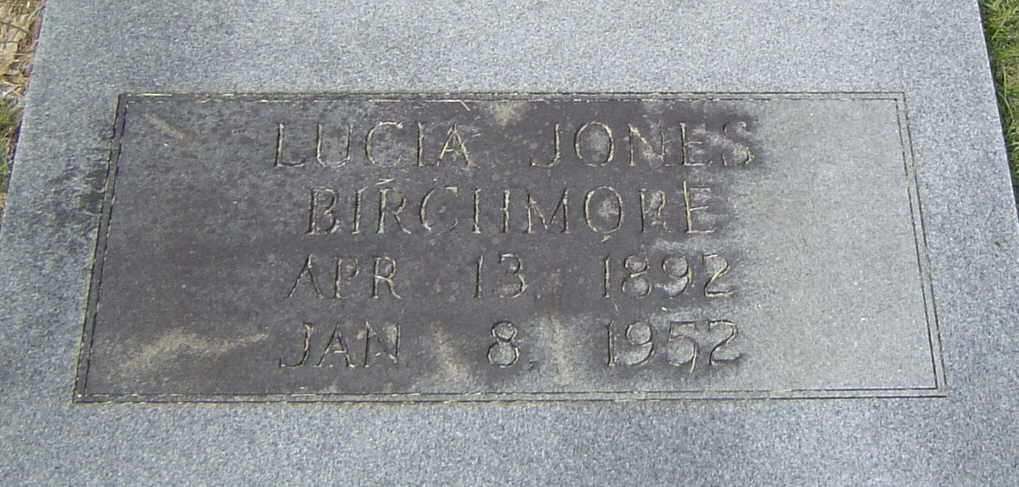 LUCIA JONES
BIRCHMORE
APR 13, 1892
JAN 8, 1952